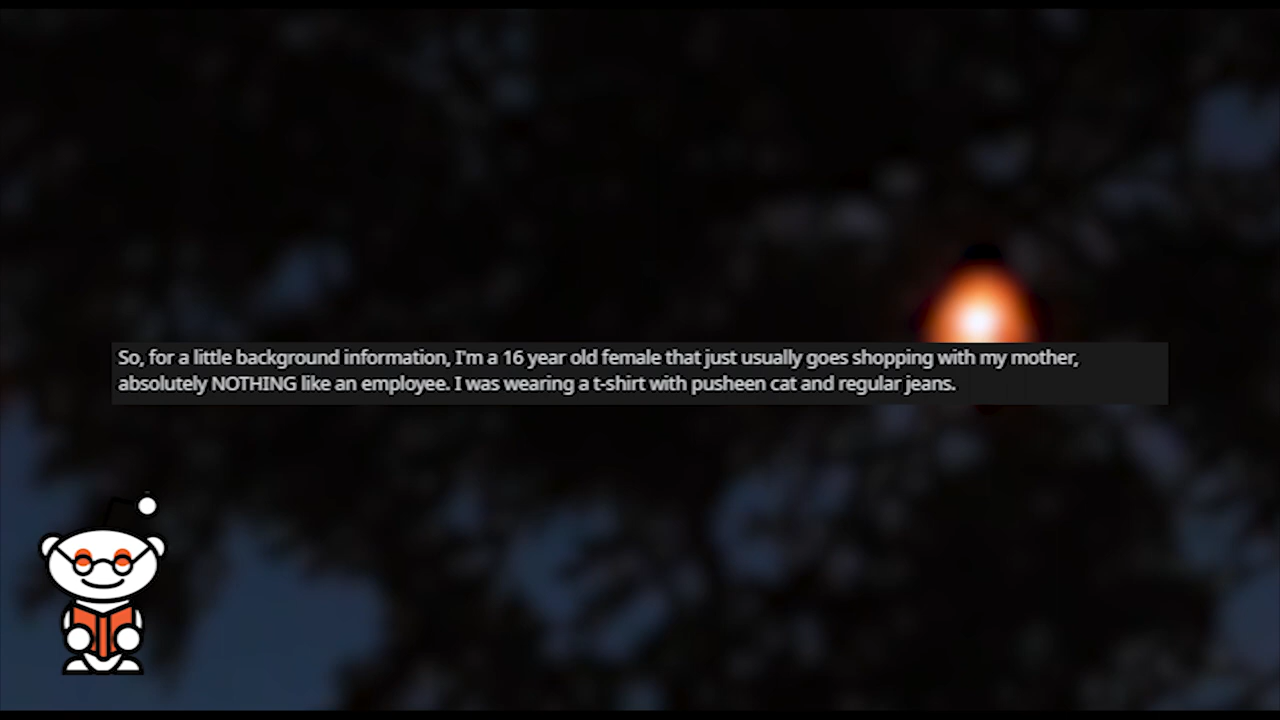 So, for a little background information, I'm a 16 year old female that just usually goes shopping with my mother,
absolutely NOTHING like an employee. I was wearing a t-shirt with pusheen cat and regular jeans.